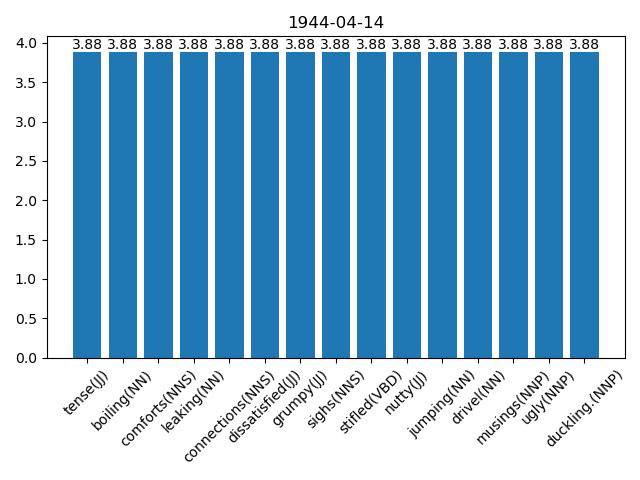 1944-04-14
3.88 3.88 3.88 3.88 3.88 3.88 3.88 3.88 3.88 3.88 3.88 3.88 3.88 3.88 3.88
4.0
3.5
3.0
2.5
2.0
1.5
1.0
0.5
0.0
tense(JJ)
boiling(NN)
comforts(NNS)
leaking(NN)
connections(NNS)
dissatisfied(JJ)
grumpy(JJ)
sighs(NNS)
stifled(VBD)
nutty(JJ)
jumping(NN)
drivel(NN)
musings(NNP)
ugly(NNP)
duckling.(NNP)